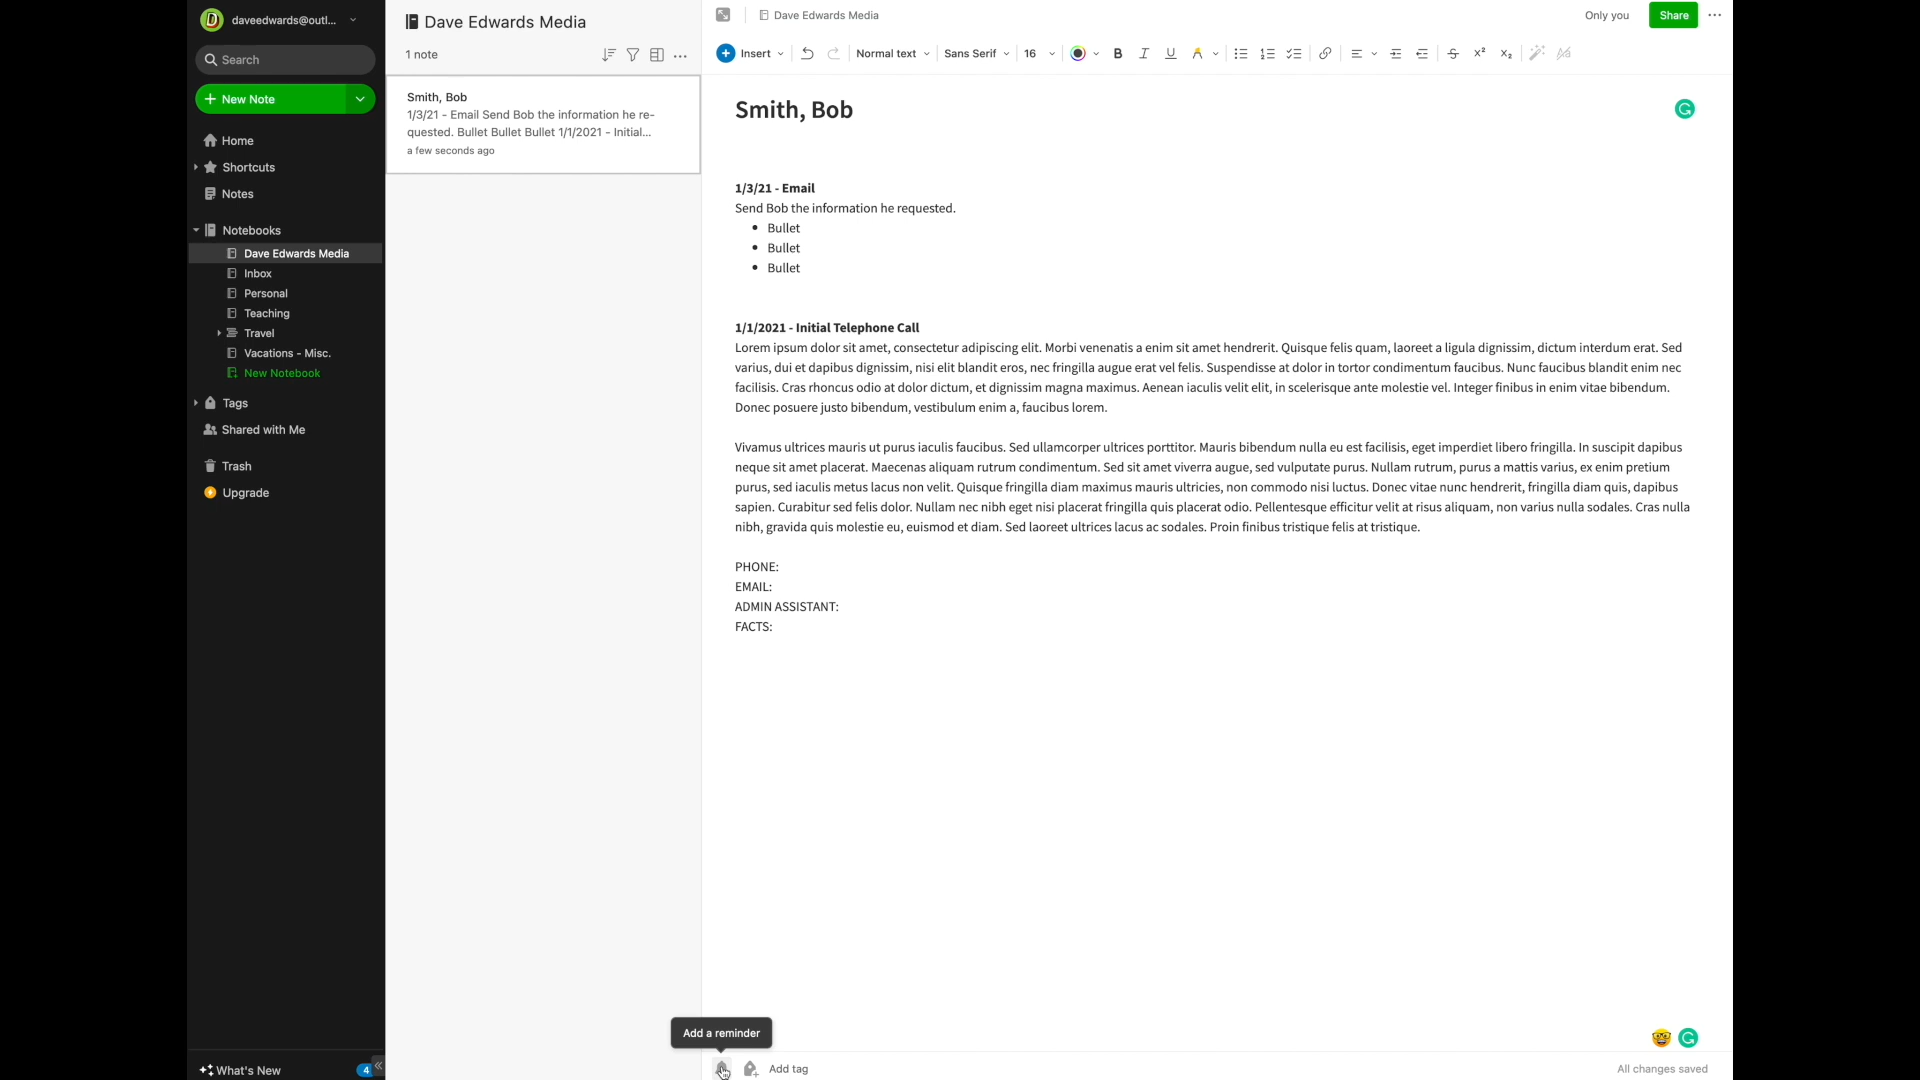 D daveedwards@outl...
Search
New Note
Home
Shortcuts
Notes
Notebooks
Dave Edwards Media
Inbox
Personal
Teaching
Travel
Vacations - Misc.
New Notebook
Tags
Shared with Me
Trash
Upgrade
What's New 4
Dave Edwards Media
1 note
Smith, Bob
1/3/21 - Email Send Bob the information he re-
quested. Bullet Bullet Bullet 1/1/2021 - Initial...
a few seconds ago
Dave Edwards Media Only you Share
Insert Normal text Sans Serif 16 B I U
Smith, Bob
1/3/21 - Email
Send Bob the information he requested.
• Bullet
• Bullet
• Bullet
1/1/2021 - Initial Telephone Call
Lorem ipsum dolor sit amet, consectetur adipiscing elit. Morbi venenatis a enim sit amet hendrerit. Quisque felis quam, laoreet a ligula dignissim, dictum interdum erat. Sed
varius, dui et dapibus dignissim, nisi elit blandit eros, nec fringilla augue erat vel felis. Suspendisse at dolor in tortor condimentum faucibus. Nunc faucibus blandit enim nec
facilisis. Cras rhoncus odio at dolor dictum, et dignissim magna maximus. Aenean iaculis velit elit, in scelerisque ante molestie vel. Integer finibus in enim vitae bibendum.
Donec posuere justo bibendum, vestibulum enim a, faucibus lorem.
Vivamus ultrices mauris ut purus iaculis faucibus. Sed ullamcorper ultrices porttitor. Mauris bibendum nulla eu est facilisis, eget imperdiet libero fringilla. In suscipit dapibus
neque sit amet placerat. Maecenas aliquam rutrum condimentum. Sed sit amet viverra augue, sed vulputate purus. Nullam rutrum, purus a mattis varius, ex enim pretium
purus, sed iaculis metus lacus non velit. Quisque fringilla diam maximus mauris ultricies, non commodo nisi luctus. Donec vitae nunc hendrerit, fringilla diam quis, dapibus
sapien. Curabitur sed felis dolor. Nullam nec nibh eget nisi placerat fringilla quis placerat odio. Pellentesque efficitur velit at risus aliquam, non varius nulla sodales. Cras nulla
nibh, gravida quis molestie eu, euismod et diam. Sed laoreet ultrices lacus ac sodales. Proin finibus tristique felis at tristique.
PHONE:
EMAIL:
ADMIN ASSISTANT:
FACTS:
Add a reminder
Add tag All changes saved